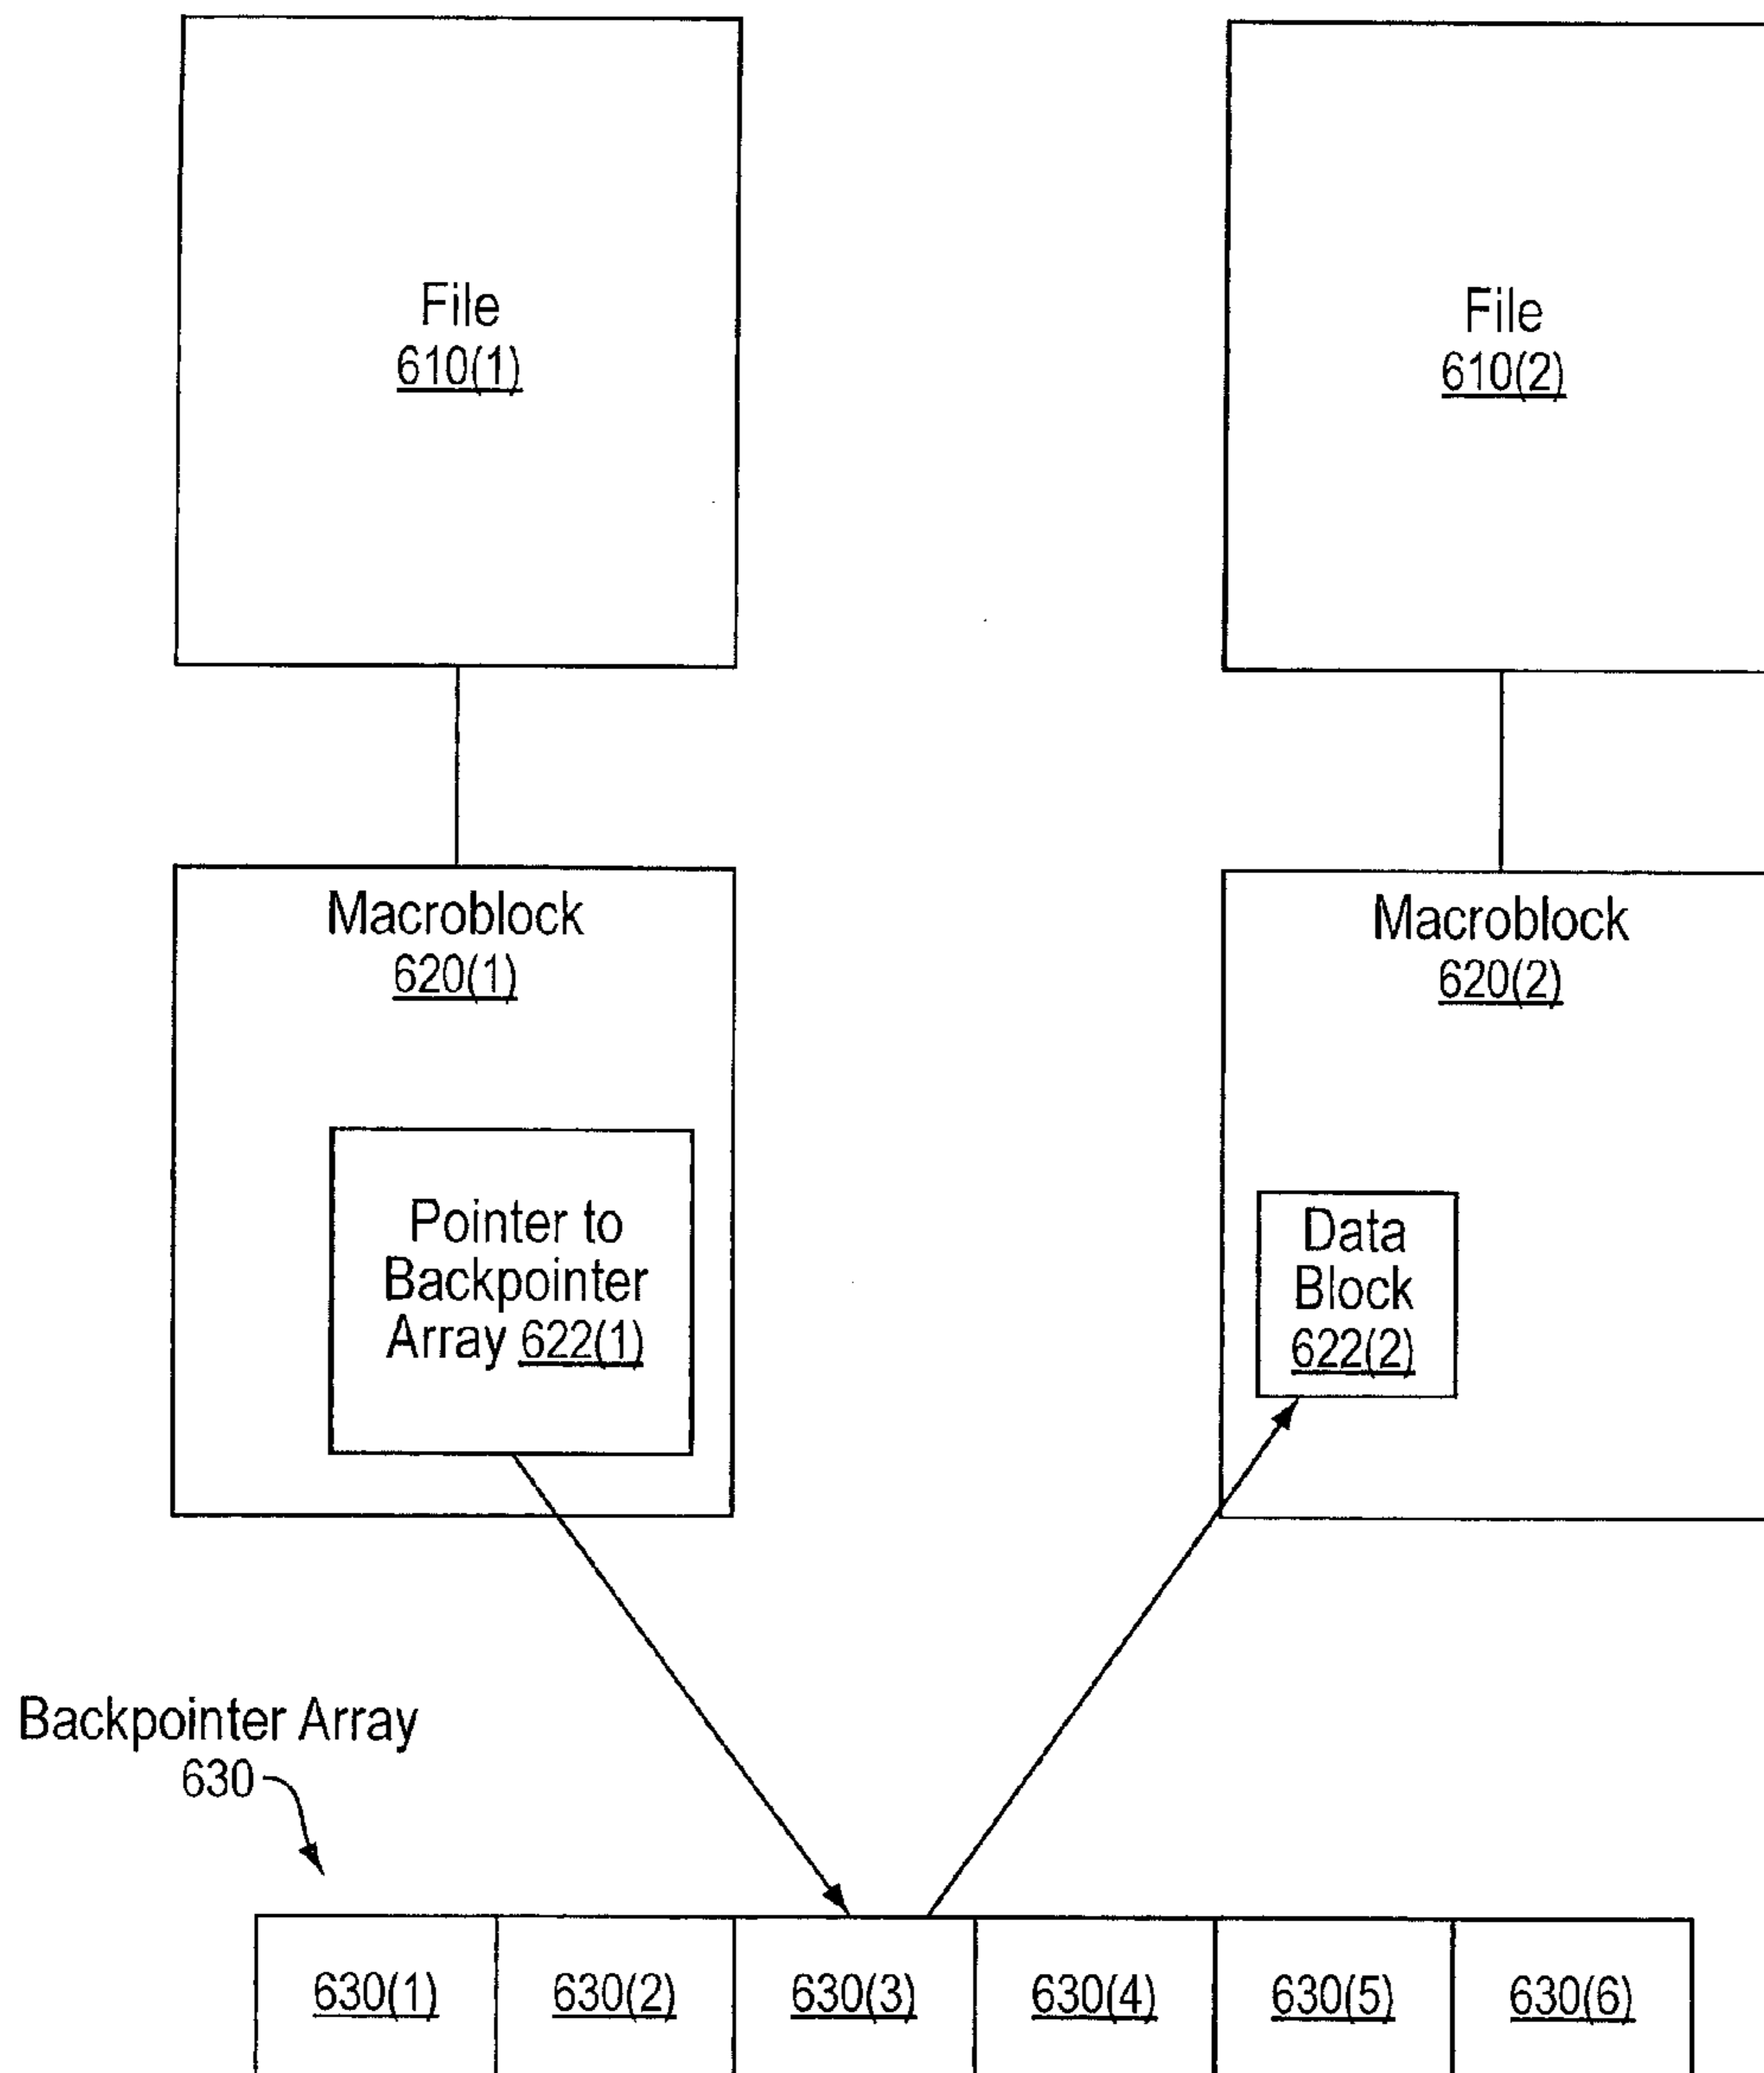 File
610(1)
File
610(2)
Macroblock
620(1)
Macroblock
620(2)
Pointer to
Backpointer
Array 622(1)
Data
Block
622(2)
Backpointer Array
630
630(1) 630(2) 630(3) 630(4) 630(5) 630(6)